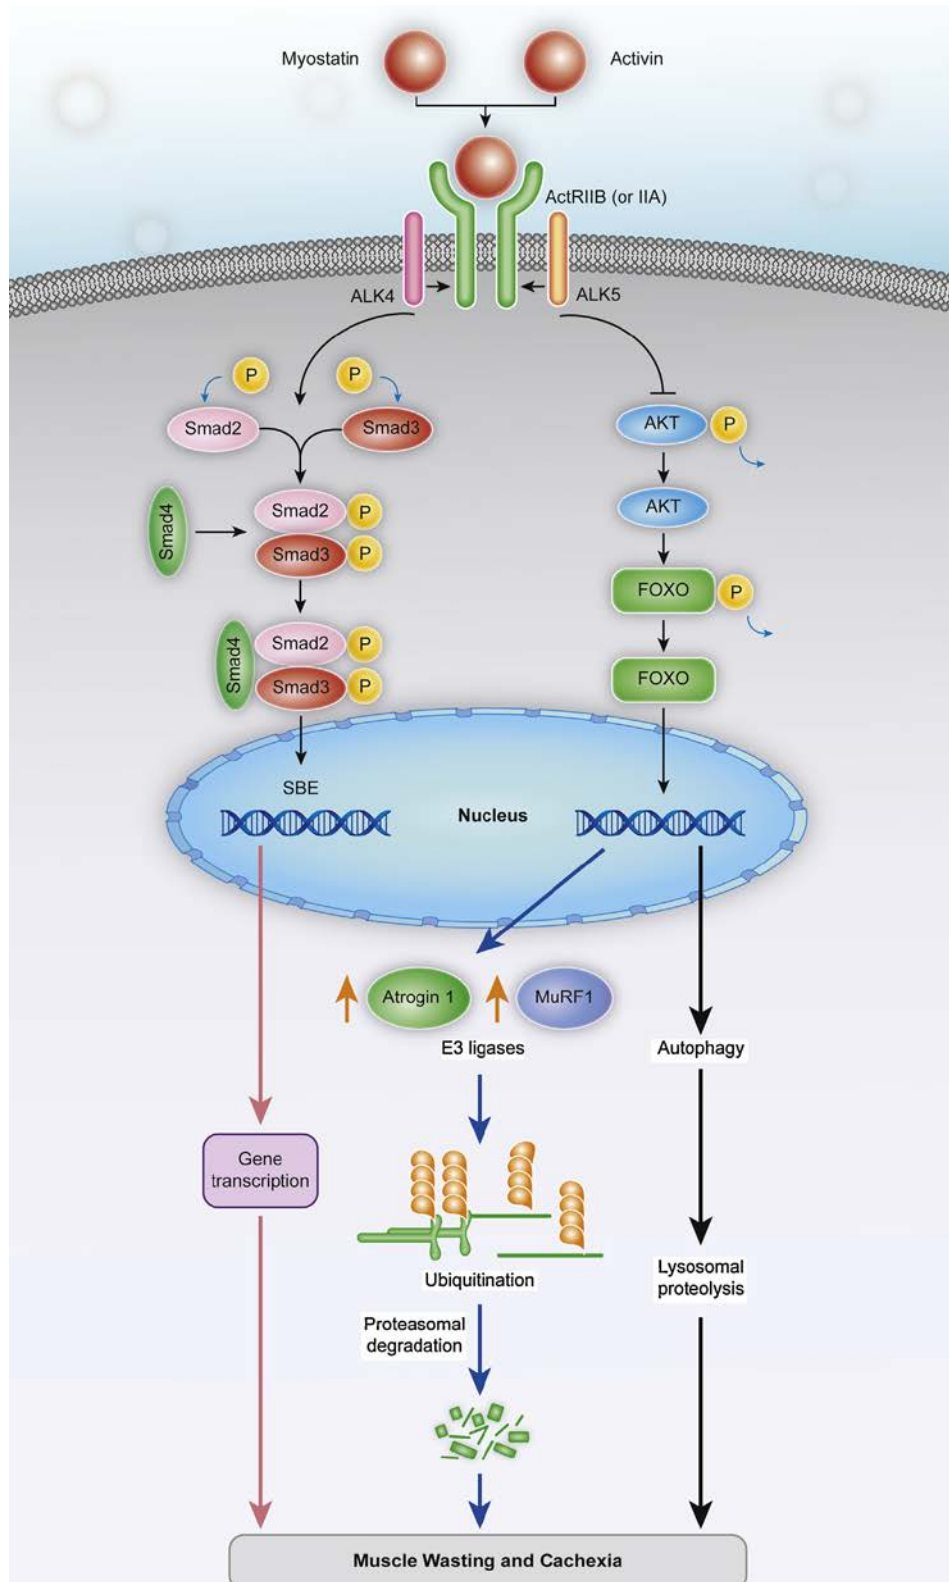 Myostatin
Activin
ActRIIB (or IIA)
ALK4
ALK5
P
P
Smad2
Smad3
AKT
P
Smad4
Smad2
P
Smad3
P
AKT
FOXO
P
Smad4
Smad2
P
Smad3
P
FOXO
SBE
Nucleus
Atrogin 1
MuRF1
E3 ligases
Autophagy
Gene
transcription
Ubiquitination
Lysosomal
proteolysis
Proteasomal
degradation
Muscle Wasting and Cachexia